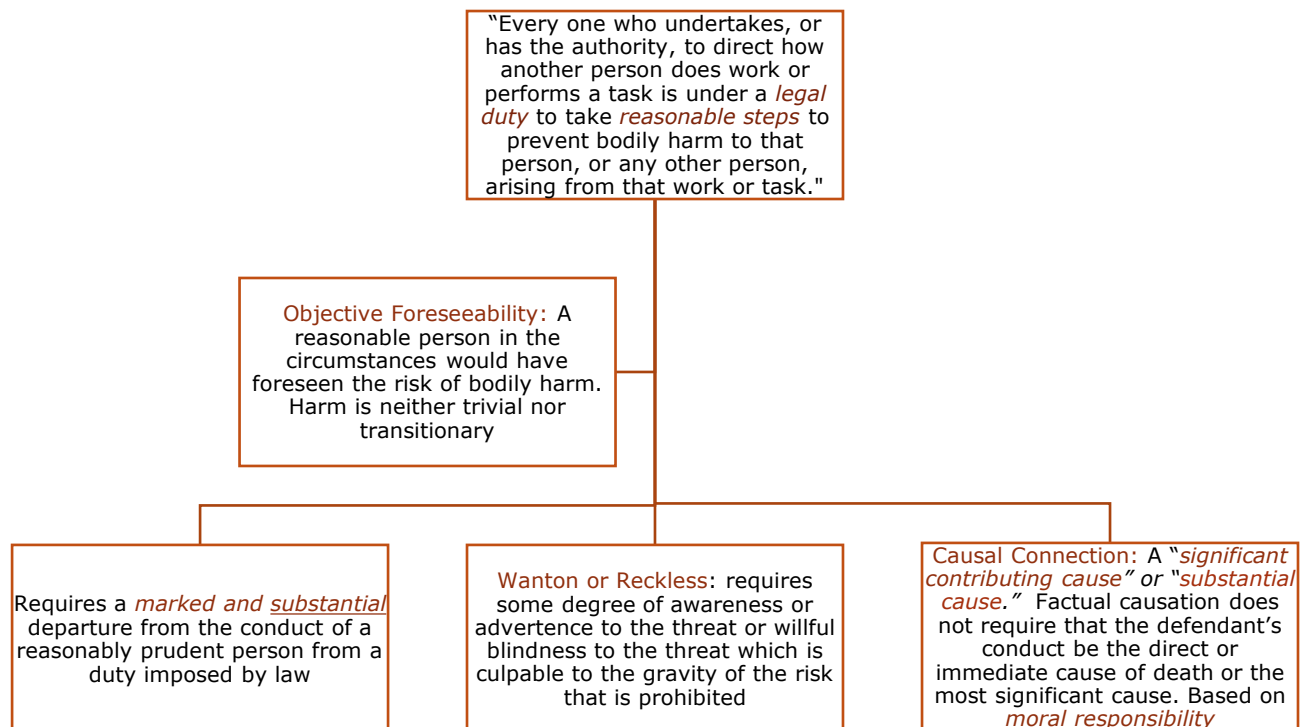 “Every one who undertakes, or
has the authority, to direct how
another person does work or
performs a task is under a legal
duty to take reasonable steps to
prevent bodily harm to that
person, or any other person,
arising from that work or task."
Objective Foreseeability: A
reasonable person in the
circumstances would have
foreseen the risk of bodily harm.
Harm is neither trivial nor
transitionary
Requires a marked and substantial
departure from the conduct of a
reasonably prudent person from a
duty imposed by law
Wanton or Reckless: requires
some degree of awareness or
advertence to the threat or willful
blindness to the threat which is
culpable to the gravity of the risk
that is prohibited
Causal Connection: A “significant
contributing cause” or “substantial
cause.” Factual causation does
not require that the defendant’s
conduct be the direct or
immediate cause of death or the
most significant cause. Based on
moral responsibility